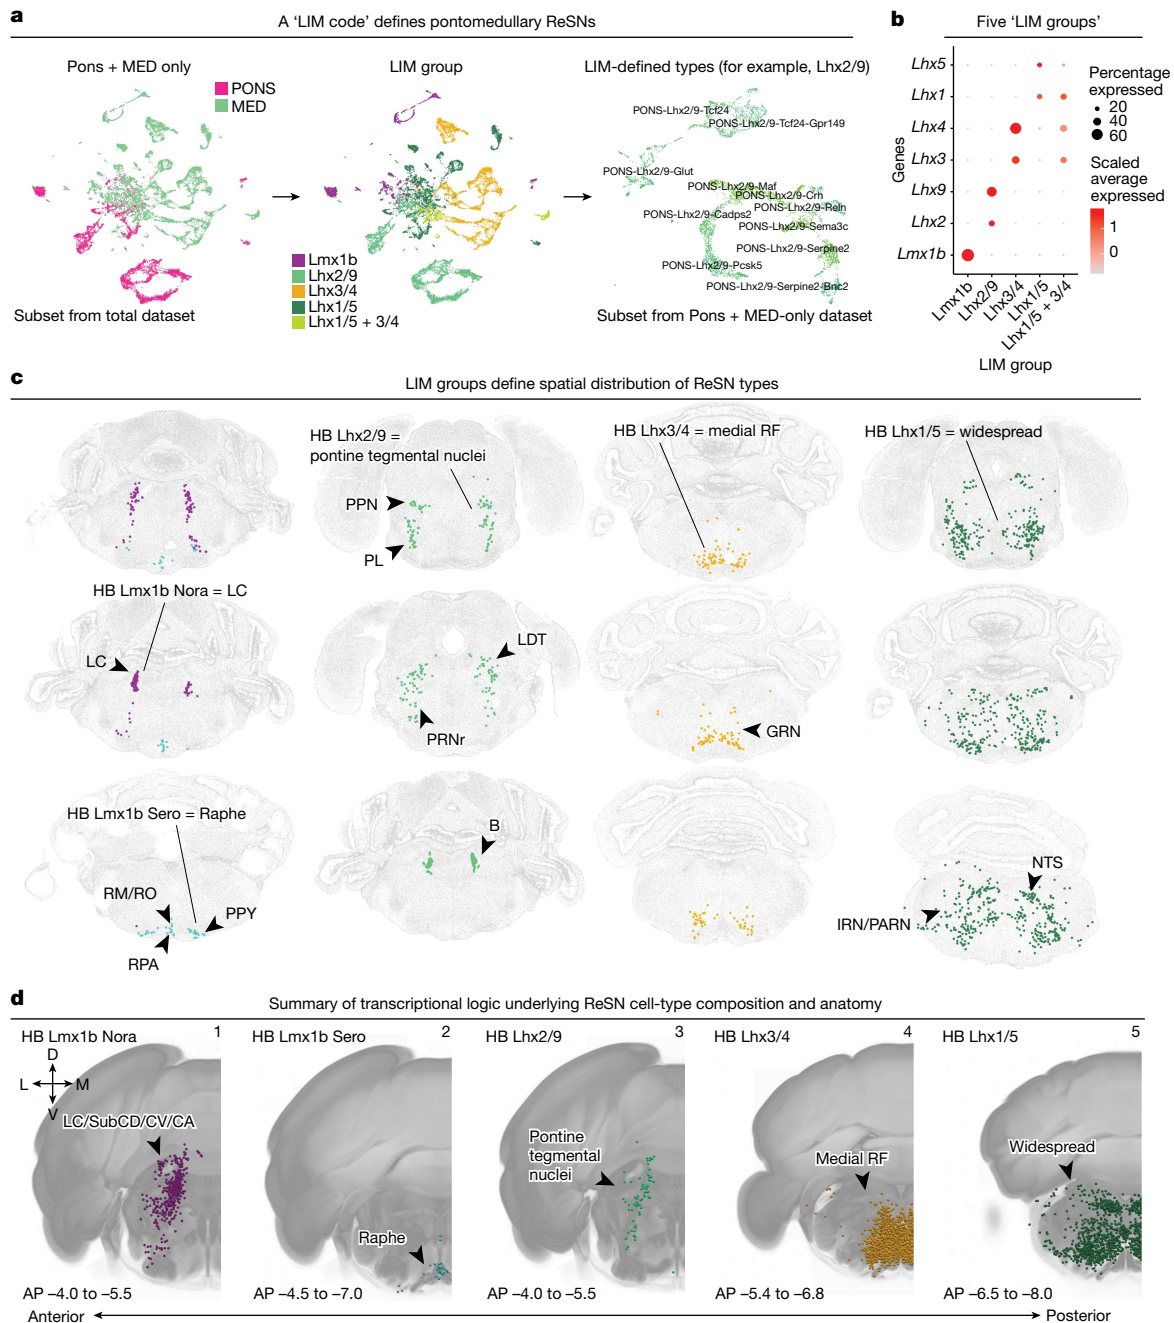 a
A ‘LIM code’ defines pontomedullary ReSNs
Pons + MED only
PONS
MED
Subset from total dataset
LIM group
Lmx1b
Lhx2/9
Lhx3/4
Lhx1/5
Lhx1/5 + 3/4
LIM-defined types (for example, Lhx2/9)
PONS-Lhx2/9-Tcf24
PONS-Lhx2/9-Tcf24-Gpr149
PONS-Lhx2/9-Glut
PONS-Lhx2/9-Maf
PONS-Lhx2/9-Crh
PONS-Lhx2/9-Reln
PONS-Lhx2/9-Cadps2
PONS-Lhx2/9-Sema3c
PONS-Lhx2/9-Serpine2
PONS-Lhx2/9-Pcsk5
PONS-Lhx2/9-Serpine2-Bnc2
Subset from Pons + MED-only dataset
b
Five ‘LIM groups’
Genes
Lhx5
Lhx1
Lhx4
Lhx3
Lhx9
Lhx2
Lmx1b
Lmx1b
Lhx2/9
Lhx3/4
Lhx1/5
Lhx1/5 + 3/4
LIM group
Percentage
expressed
20
40
60
Scaled
average
expressed
1
0
c
LIM groups define spatial distribution of ReSN types
HB Lhx2/9 =
pontine tegmental nuclei
PPN
PL
HB Lhx3/4 = medial RF
HB Lhx1/5 = widespread
HB Lmx1b Nora = LC
LC
LDT
PRNr
GRN
HB Lmx1b Sero = Raphe
RM/RO
PPY
RPA
B
NTS
IRN/PARN
d
Summary of transcriptional logic underlying ReSN cell-type composition and anatomy
HB Lmx1b Nora
1
D
L
M
V
LC/SubCD/CV/CA
AP –4.0 to –5.5
HB Lmx1b Sero
2
Raphe
AP –4.5 to –7.0
HB Lhx2/9
3
Pontine
tegmental
nuclei
AP –4.0 to –5.5
HB Lhx3/4
4
Medial RF
AP –5.4 to –6.8
HB Lhx1/5
5
Widespread
AP –6.5 to –8.0
Anterior
Posterior